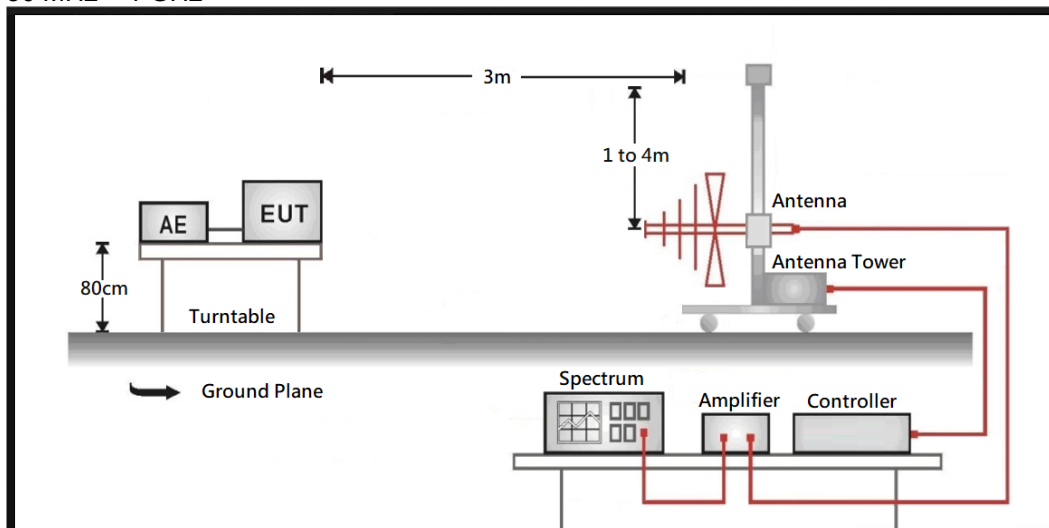 3m
1 to 4m
AE
EUT
Antenna
80cm
Antenna Tower
Turntable
Ground Plane
Spectrum
Amplifier
Controller